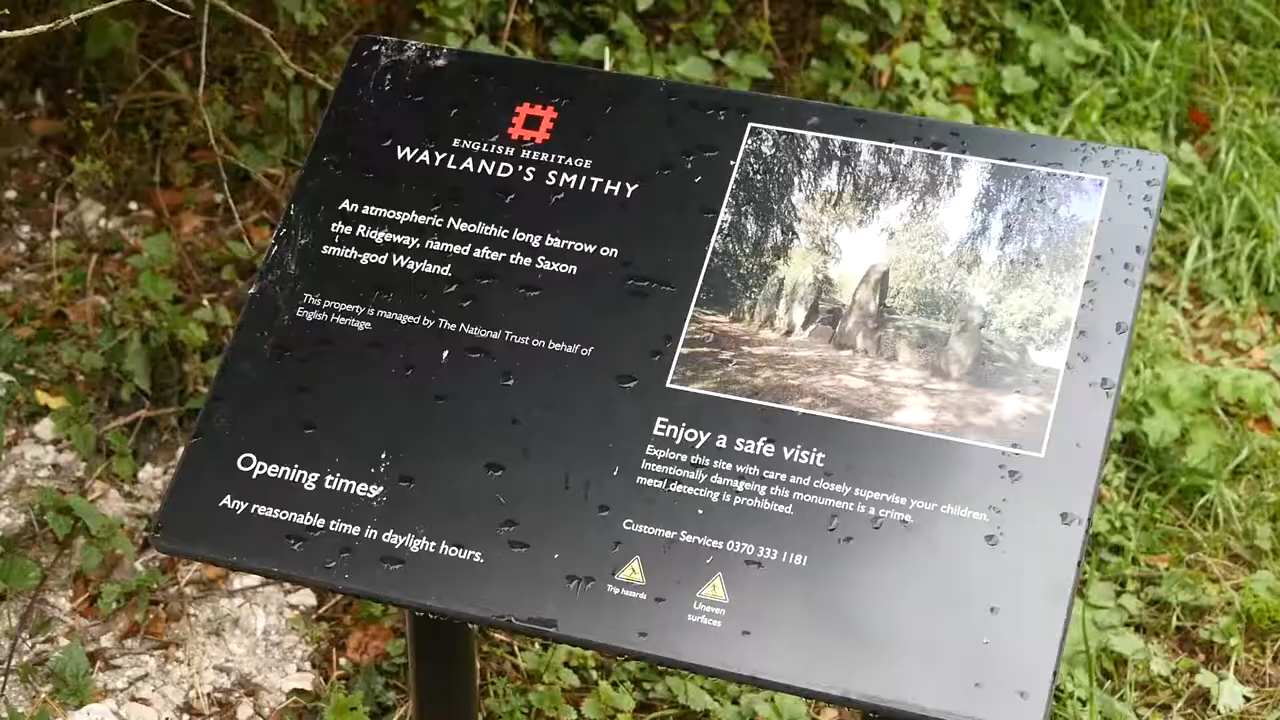 ENGLISH HERITAGE
WAYLAND'S SMITHY
An atmospheric Neolithic long barrow on
the Ridgeway, named after the Saxon
smith-god Wayland.
This property is managed by The National Trust on behalf of
English Heritage.
Opening times
Any reasonable time in daylight hours.
Enjoy a safe visit
Explore this site with care and closely supervise your children.
Intentionally damageing this monument is a crime.
metal detecting is prohibited.
Customer Services 0370 333 1181
Trip hazards
Uneven
surfaces